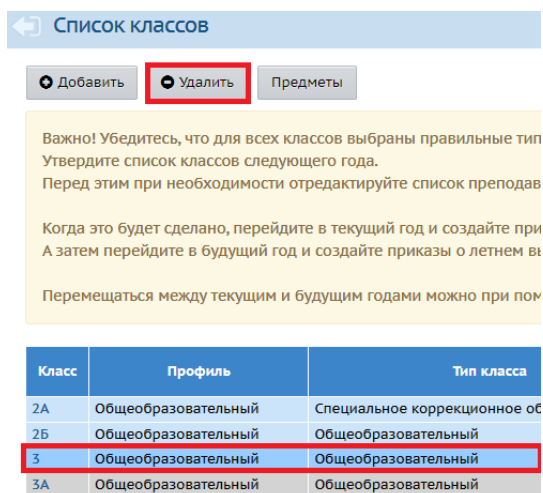 Список классов
Добавить Удалить Предметы
Важно! Убедитесь, что для всех классов выбраны правильные тип
Утвердите список классов следующего года.
Перед этим при необходимости отредактируйте список преподав
Когда это будет сделано, перейдите в текущий год и создайте при
А затем перейдите в будущий год и создайте приказы о летнем вы
Перемещаться между текущим и будущим годами можно при пом
Класс Профиль Тип класса
2А Общеобразовательный Специальное коррекционное об
2Б Общеобразовательный Общеобразовательный
3 Общеобразовательный Общеобразовательный
3А Общеобразовательный Общеобразовательный